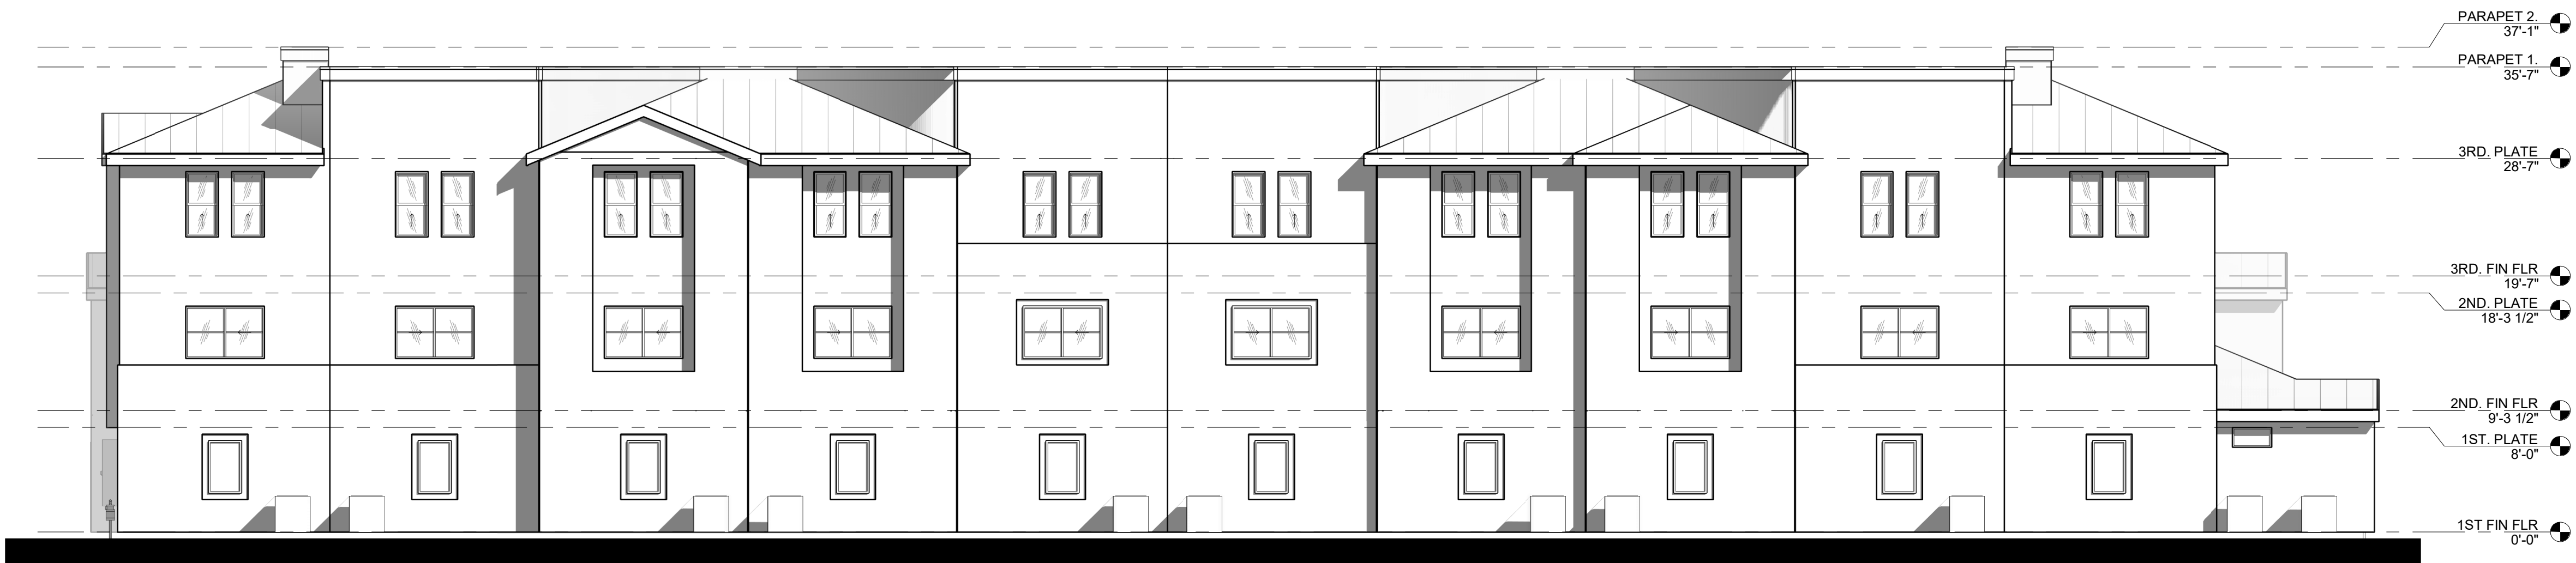 PARAPET 2.
37'-1"
PARAPET 1.
35'-7"
3RD. PLATE
28'-7"
3RD. FIN FLR
19'-7"
2ND. PLATE
18'-3 1/2"
2ND. FIN FLR
9'-3 1/2"
1ST. PLATE
8'-0"
1ST FIN FLR
0'-0"